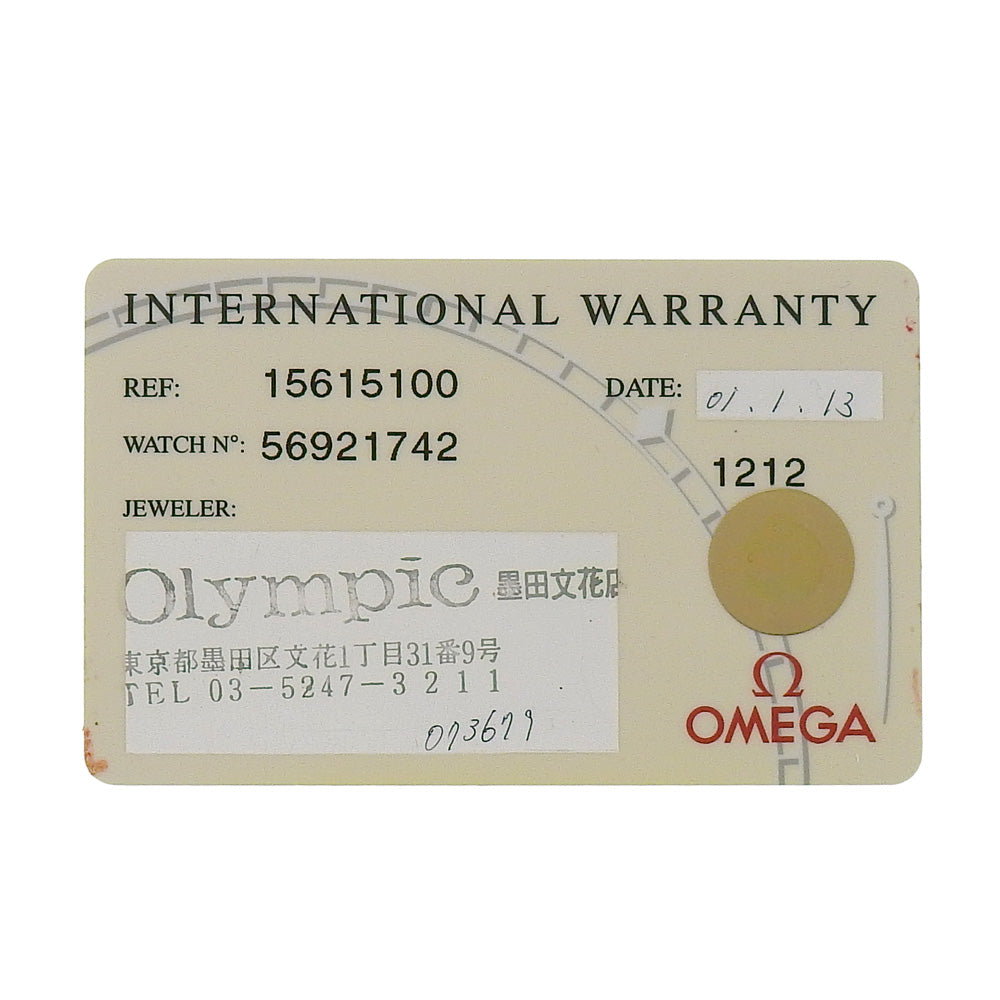 INTERNATIONAL WARRANTY
REF: 15615100
DATE: 01.1.13
WATCH N°: 56921742
1212
JEWELER:
Olympic 墨田文花店
東京都墨田区文花1丁目31番9号
TEL 03-5247-3211
073679
Ω
OMEGA